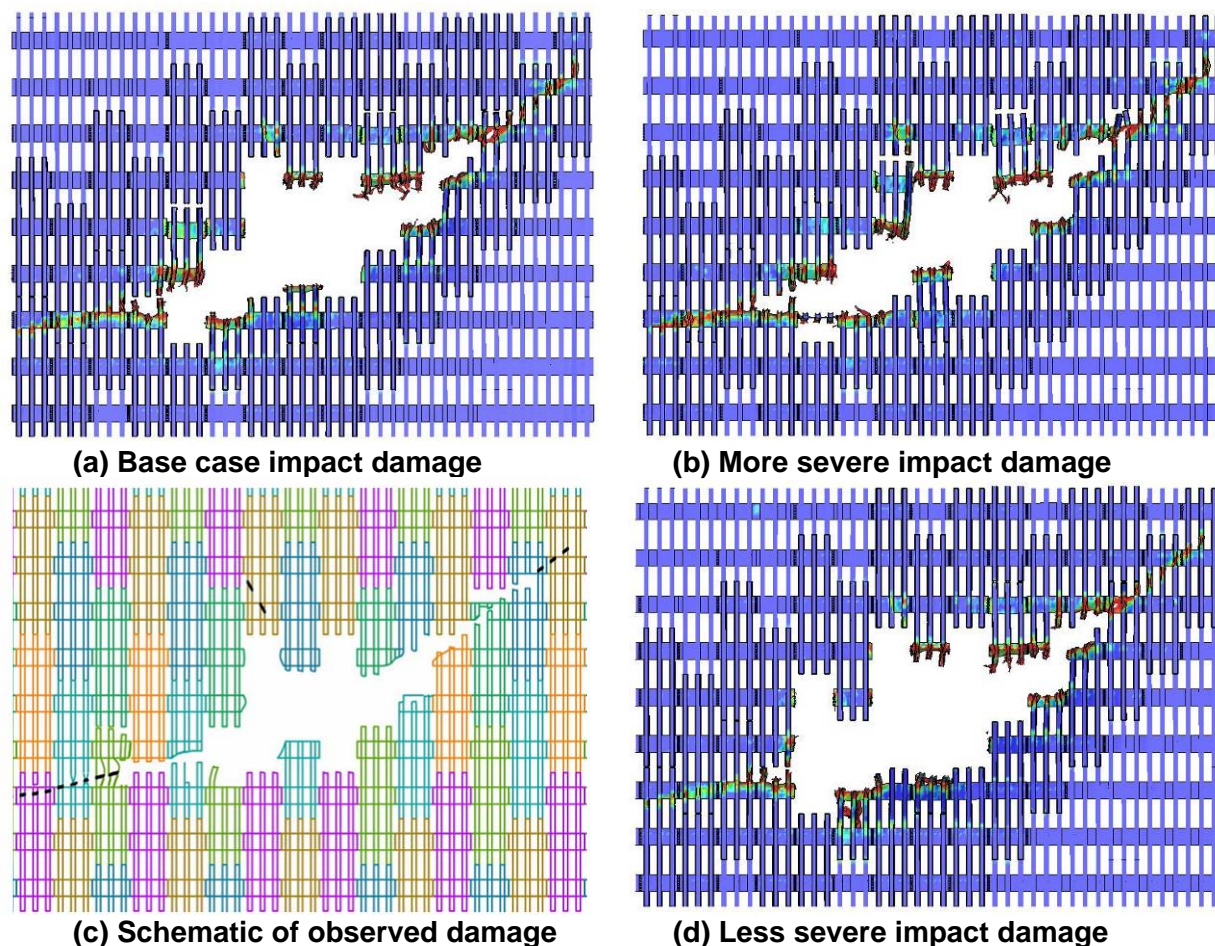 (a) Base case impact damage
(b) More severe impact damage
(c) Schematic of observed damage
(d) Less severe impact damage